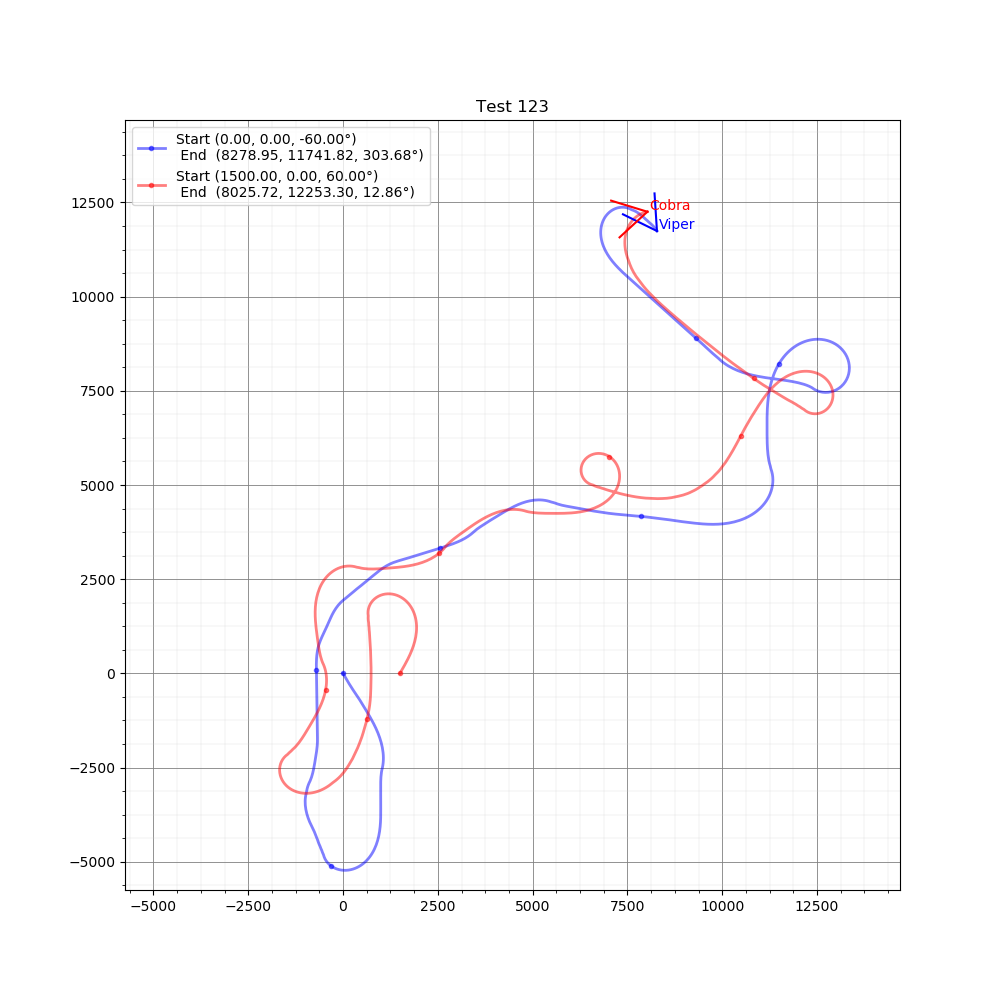 Test 123
Start (0.00, 0.00, -60.00°)
End  (8278.95, 11741.82, 303.68°)
Start (1500.00, 0.00, 60.00°)
End  (8025.72, 12253.30, 12.86°)
Cobra
Viper
12500
10000
7500
5000
2500
0
−2500
−5000
−5000 −2500 0 2500 5000 7500 10000 12500